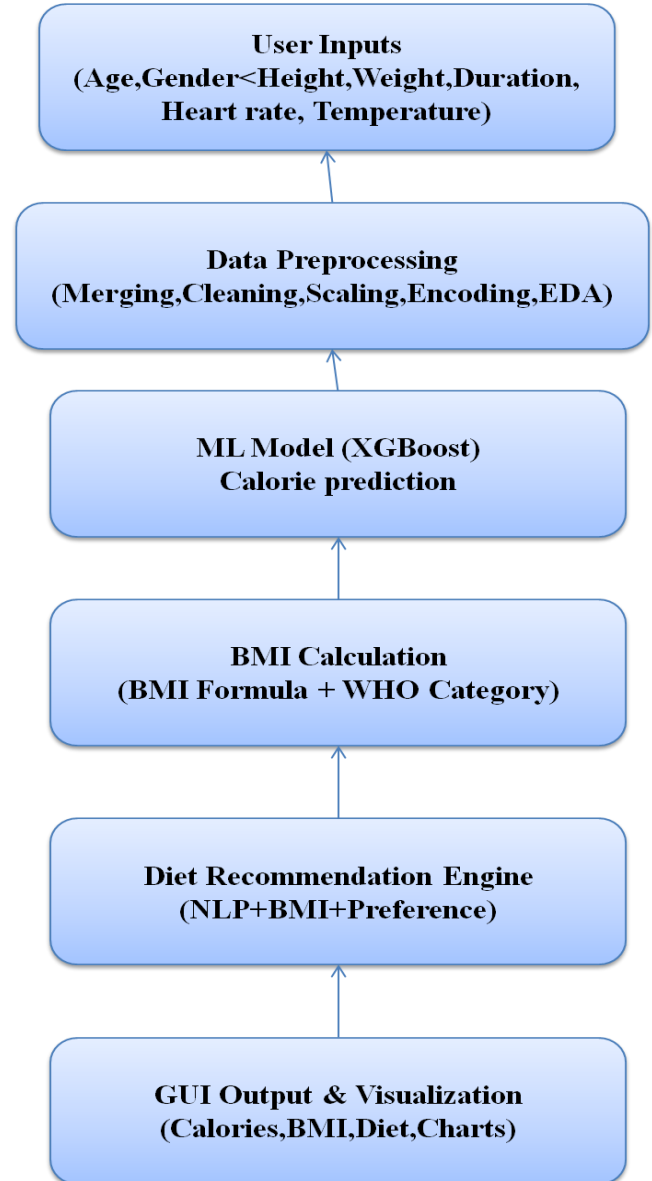 User Inputs
(Age,Gender<Height,Weight,Duration,
Heart rate, Temperature)
Data Preprocessing
(Merging,Cleaning,Scaling,Encoding,EDA)
ML Model (XGBoost)
Calorie prediction
BMI Calculation
(BMI Formula + WHO Category)
Diet Recommendation Engine
(NLP+BMI+Preference)
GUI Output & Visualization
(Calories,BMI,Diet,Charts)